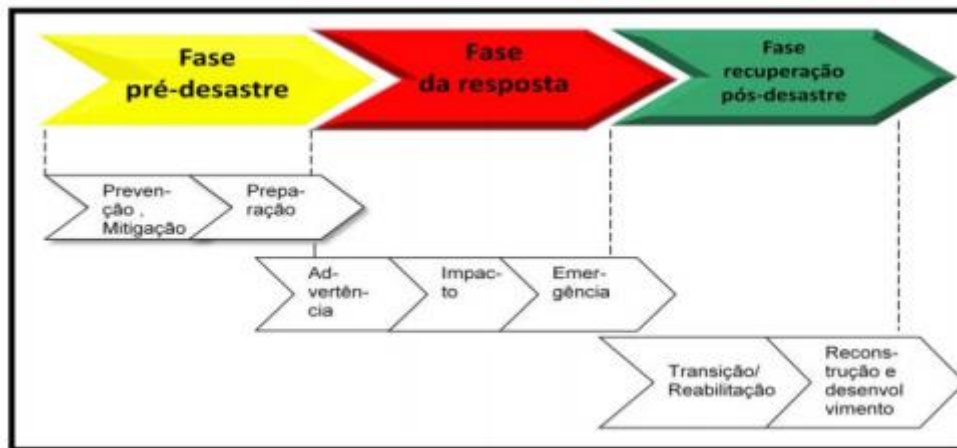 Fase
pré-desastre
Fase
da resposta
Fase
recuperação
pós-desastre
Preven-
ção ,
Mitigação
Prepa-
ração
Ad-
vertên-
cia
Impac-
to
Emer-
gência
Transição/
Reabilitação
Recons-
trução e
desenvol
vimento